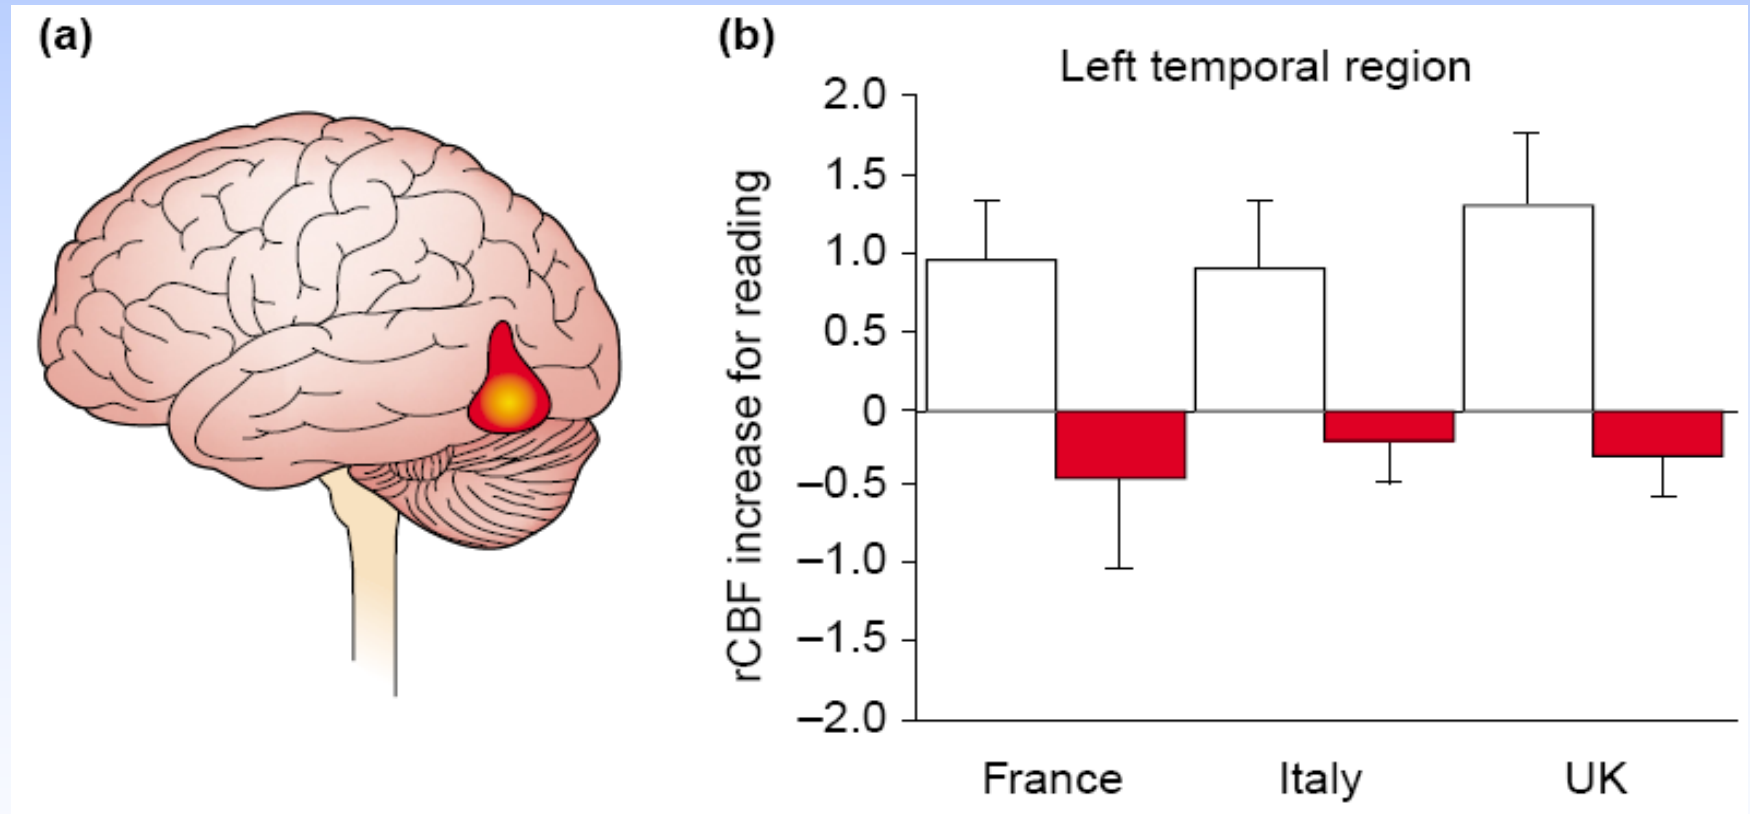 (a)
(b)
Left temporal region
rCBF increase for reading
2.0
1.5
1.0
0.5
0
–0.5
–1.0
–1.5
–2.0
France
Italy
UK